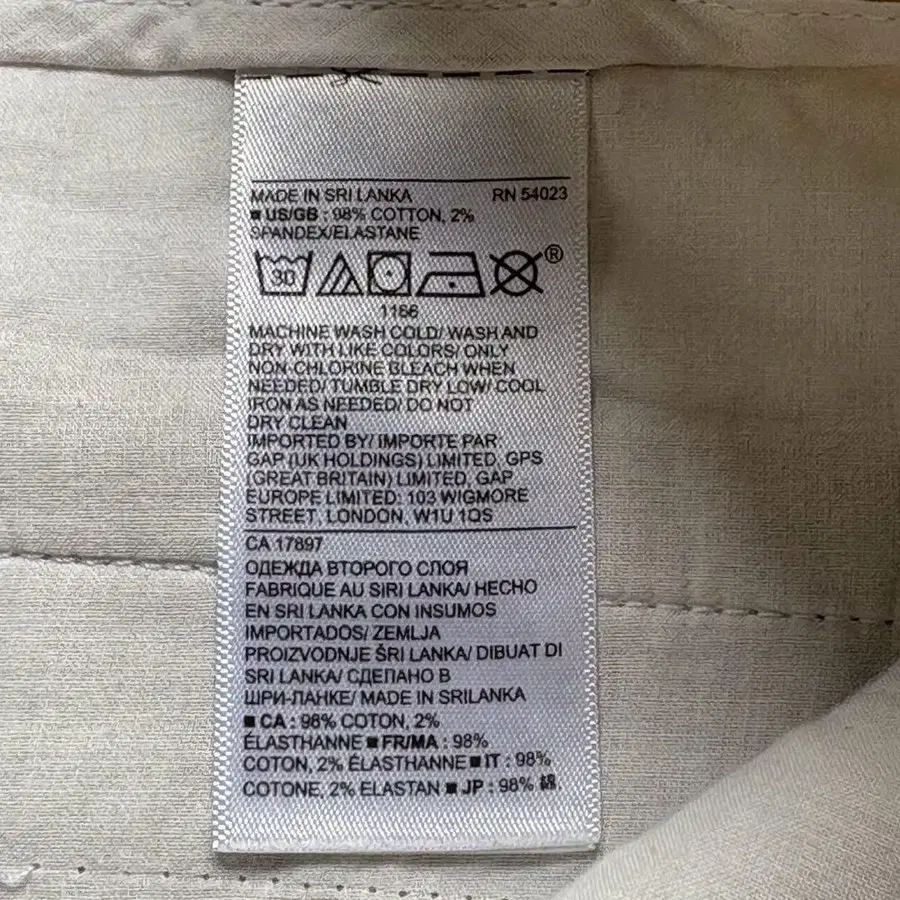 MADE IN SRI LANKA RN 54023
■ US/GB : 98% COTTON, 2%
SPANDEX/ELASTANE
30 ®
1166
MACHINE WASH COLD/ WASH AND
DRY WITH LIKE COLORS/ ONLY
NON-CHLORINE BLEACH WHEN
NEEDED/ TUMBLE DRY LOW/ COOL
IRON AS NEEDED/ DO NOT
DRY CLEAN
IMPORTED BY/ IMPORTE PAR
GAP (UK HOLDINGS) LIMITED, GPS
(GREAT BRITAIN) LIMITED, GAP
EUROPE LIMITED: 103 WIGMORE
STREET, LONDON, W1U 1QS
CA 17897
ОДЕЖДА ВТОРОГО СЛОЯ
FABRIQUE AU SIRI LANKA/ HECHO
EN SRI LANKA CON INSUMOS
IMPORTADOS/ ZEMLJA
PROIZVODNJE ŠRI LANKA/ DIBUAT DI
SRI LANKA/ СДЕЛАНО В
ШРИ-ЛАНКЕ/ MADE IN SRILANKA
■ CA : 98% COTON, 2%
ÉLASTHANNE ■ FR/MA : 98%
COTON, 2% ÉLASTHANNE ■ IT : 98%
COTONE, 2% ELASTAN ■ JP : 98% 綿,